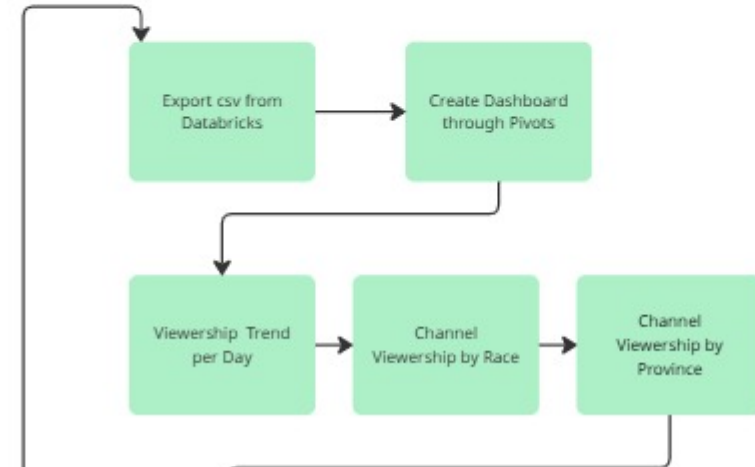 Export csv from
Databricks
Create Dashboard
through Pivots
Viewership Trend
per Day
Channel
Viewership by Race
Channel
Viewership by
Province